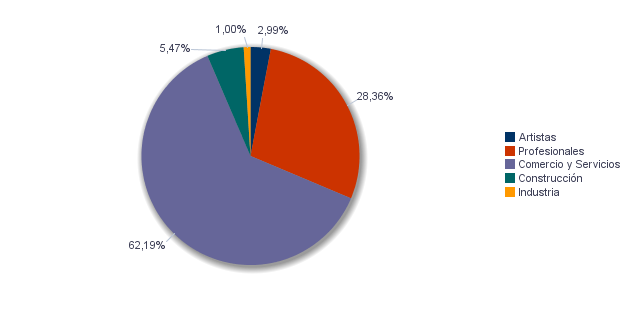 1,00%
2,99%
5,47%
28,36%
62,19%
Artistas
Profesionales
Comercio y Servicios
Construcción
Industria